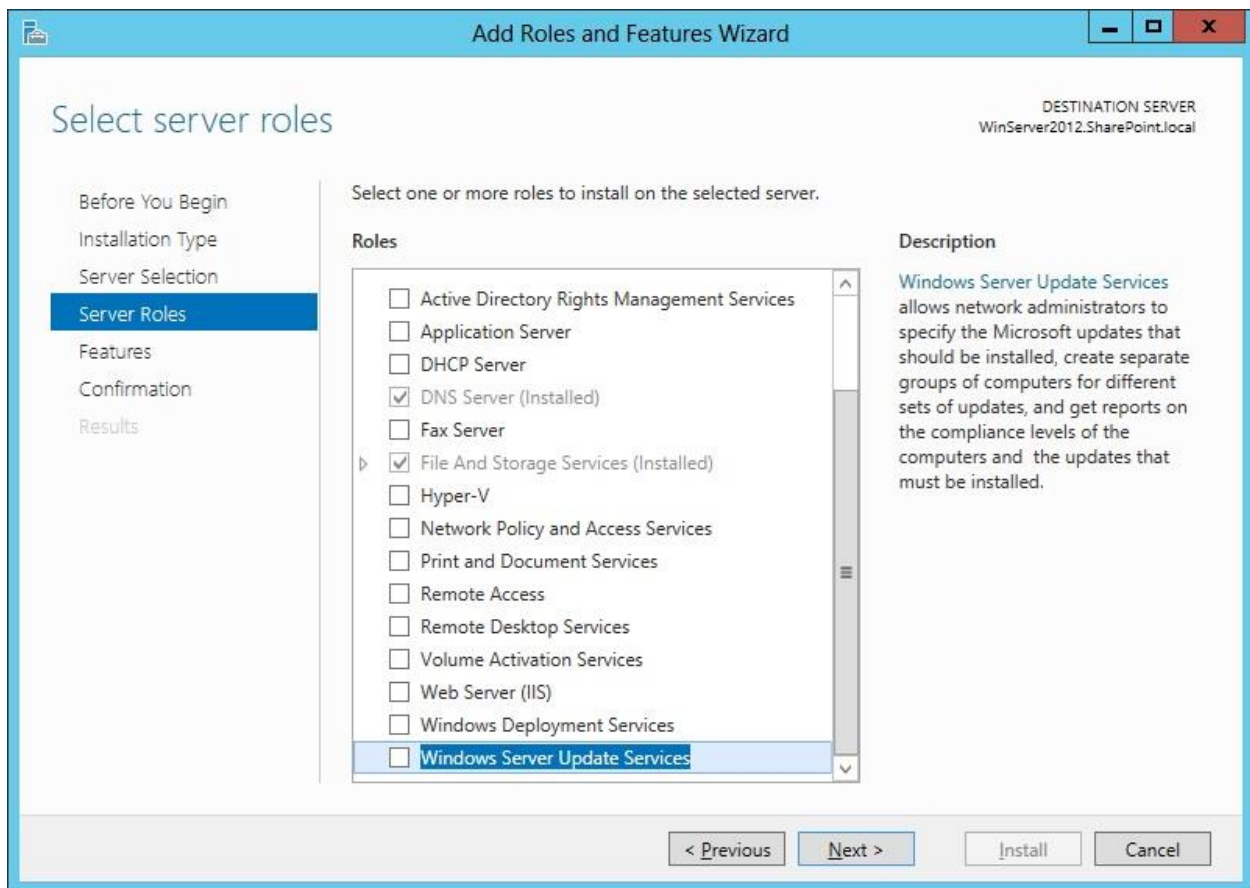 Add Roles and Features Wizard
Select server roles
DESTINATION SERVER
WinServer2012.SharePoint.local
Before You Begin
Installation Type
Server Selection
Server Roles
Features
Confirmation
Results
Select one or more roles to install on the selected server.
Roles
Active Directory Rights Management Services
Application Server
DHCP Server
DNS Server (Installed)
Fax Server
File And Storage Services (Installed)
Hyper-V
Network Policy and Access Services
Print and Document Services
Remote Access
Remote Desktop Services
Volume Activation Services
Web Server (IIS)
Windows Deployment Services
Windows Server Update Services
Description
Windows Server Update Services
allows network administrators to
specify the Microsoft updates that
should be installed, create separate
groups of computers for different
sets of updates, and get reports on
the compliance levels of the
computers and  the updates that
must be installed.
< Previous
Next >
Install
Cancel